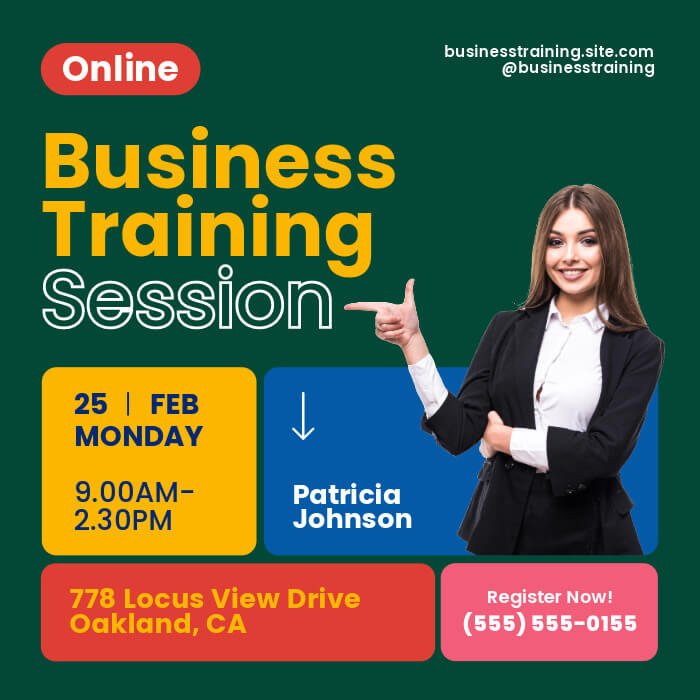 Online
businesstraining.site.com
@businesstraining
Business
Training
Session
25 | FEB
MONDAY
9.00AM-
2.30PM
Patricia
Johnson
778 Locus View Drive
Oakland, CA
Register Now!
(555) 555-0155